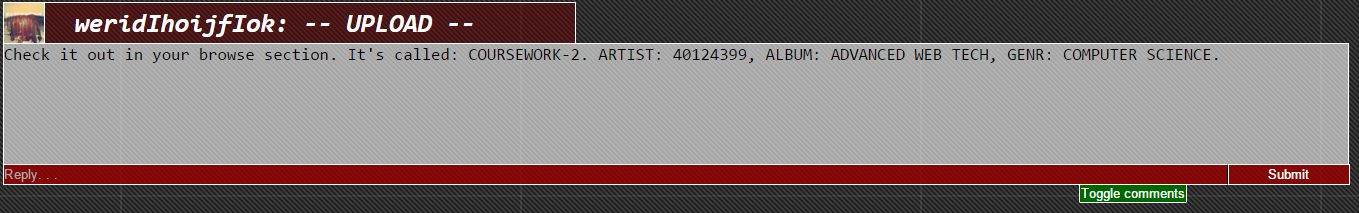 weridIhoijfIok: -- UPLOAD --
Check it out in your browse section. It's called: COURSEWORK-2. ARTIST: 40124399, ALBUM: ADVANCED WEB TECH, GENR: COMPUTER SCIENCE.
Reply. . .
Submit
Toggle comments